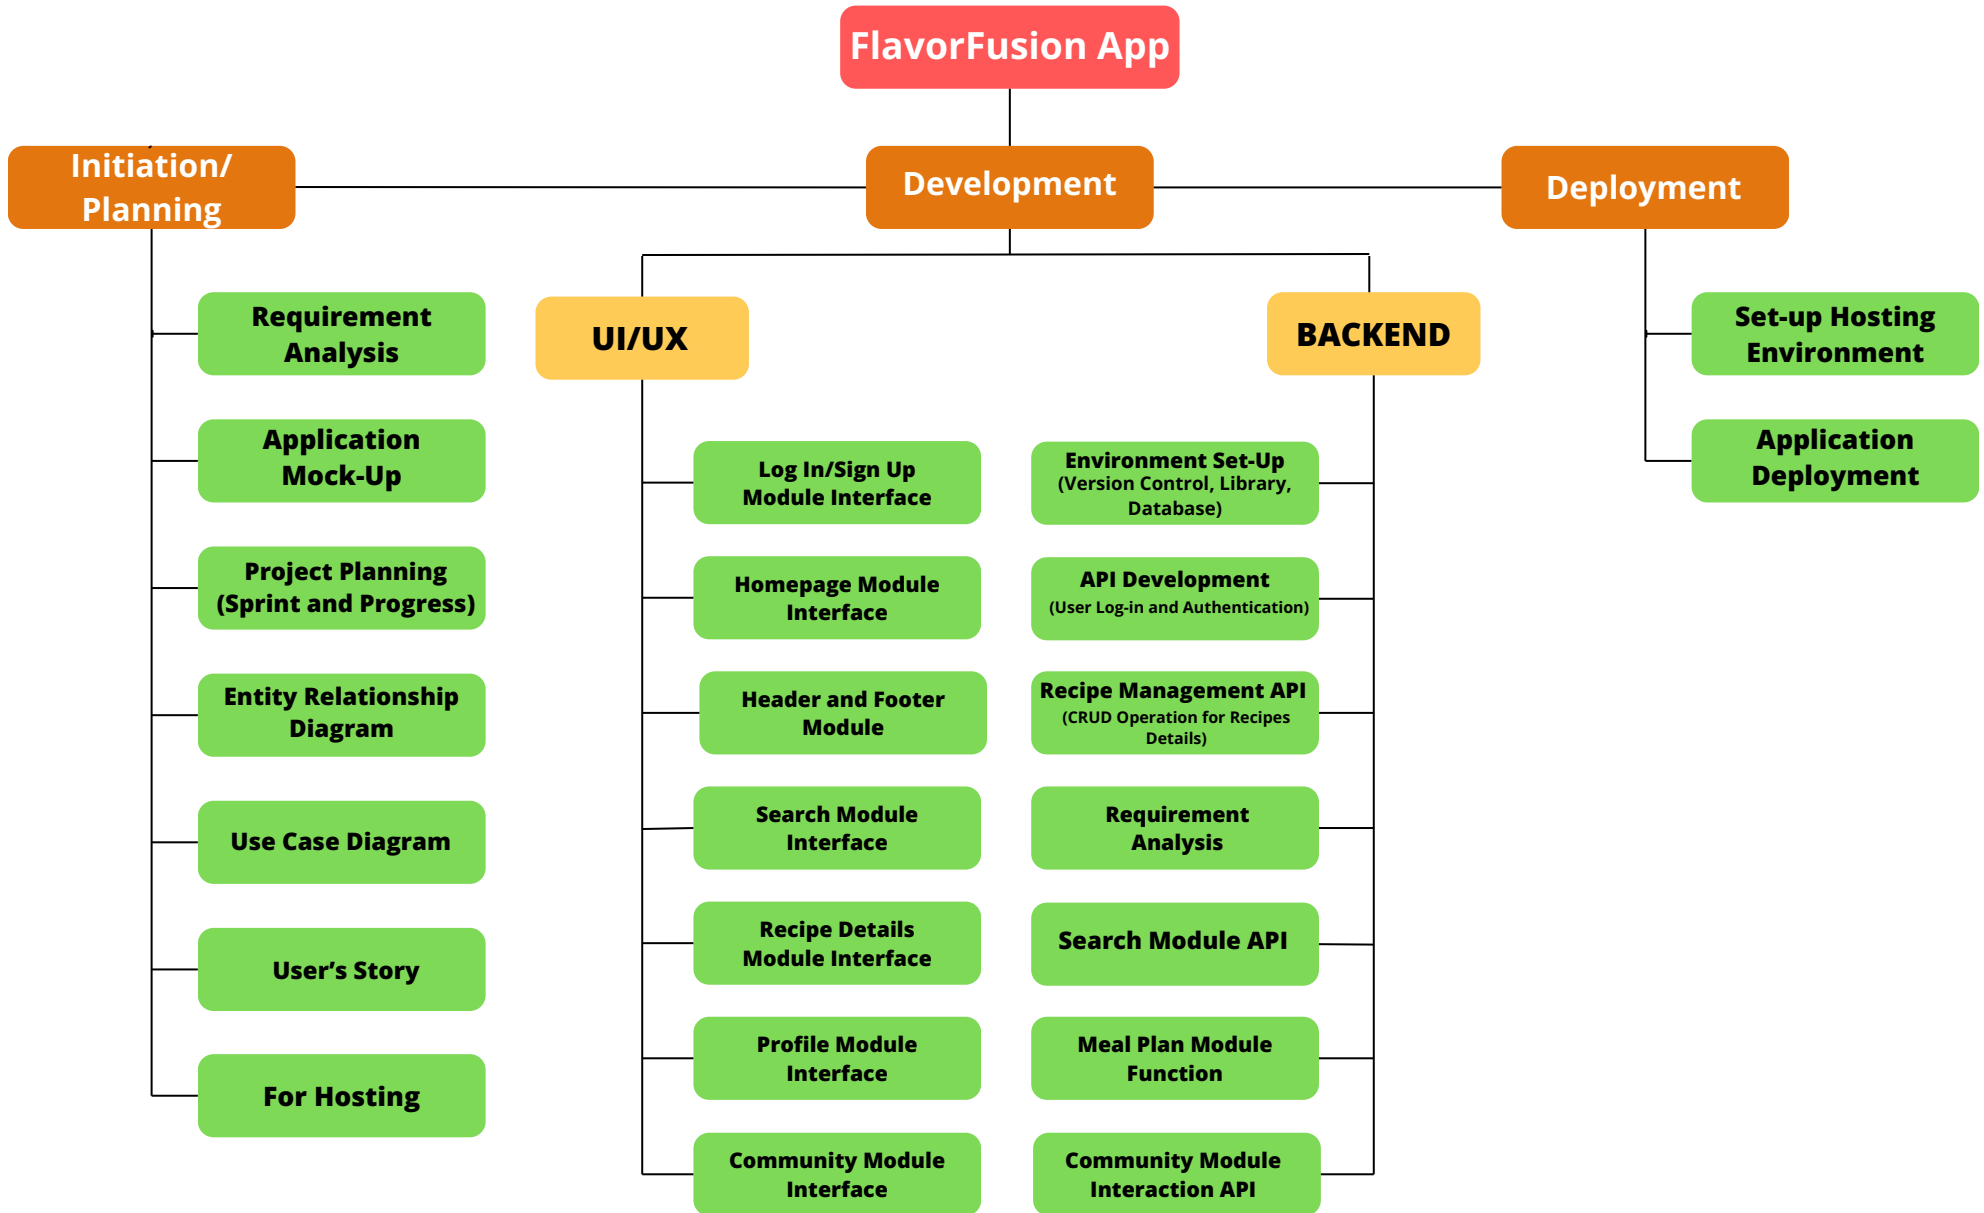 FlavorFusion App
Initiation/
Planning
Development
Deployment
Requirement
Analysis
Application
Mock-Up
Project Planning
(Sprint and Progress)
Entity Relationship
Diagram
Use Case Diagram
User’s Story
For Hosting
UI/UX
Log In/Sign Up
Module Interface
Homepage Module
Interface
Header and Footer
Module
Search Module
Interface
Recipe Details
Module Interface
Profile Module
Interface
Community Module
Interface
BACKEND
Environment Set-Up
(Version Control, Library,
Database)
API Development
(User Log-in and Authentication)
Recipe Management API
(CRUD Operation for Recipes
Details)
Requirement
Analysis
Search Module API
Meal Plan Module
Function
Community Module
Interaction API
Set-up Hosting
Environment
Application
Deployment